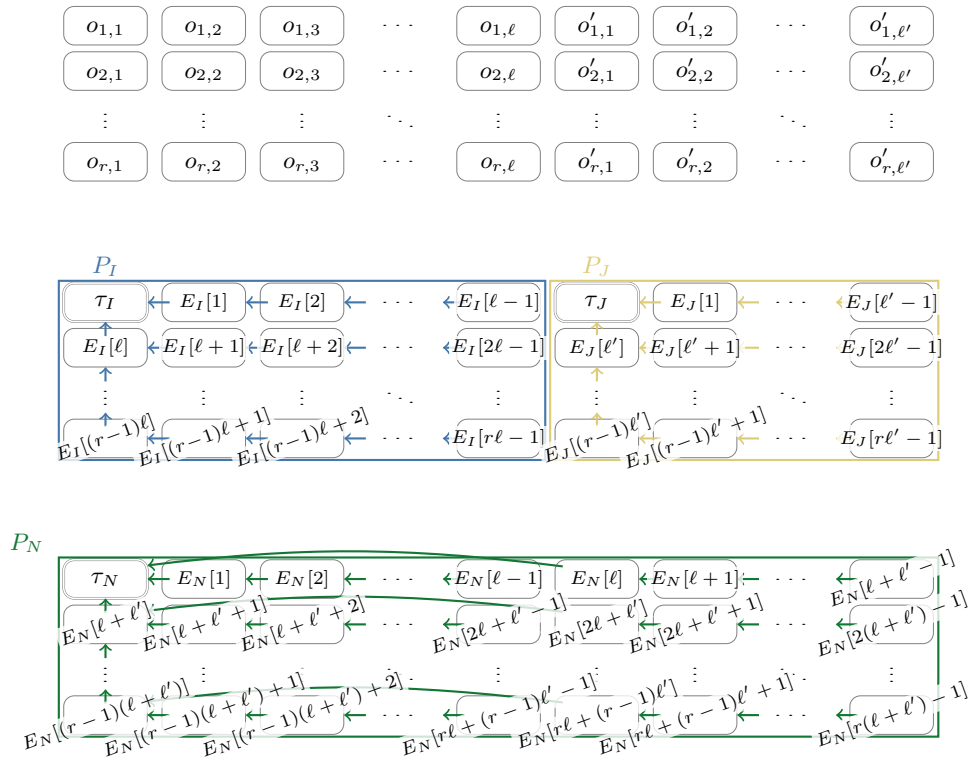 o_{1,1} o_{1,2} o_{1,3} ⋯ o_{1,ℓ} o'_{1,1} o'_{1,2} ⋯ o'_{1,ℓ'}
o_{2,1} o_{2,2} o_{2,3} ⋯ o_{2,ℓ} o'_{2,1} o'_{2,2} ⋯ o'_{2,ℓ'}
⋮ ⋮ ⋮ ⋱ ⋮ ⋮ ⋮ ⋱ ⋮
o_{r,1} o_{r,2} o_{r,3} ⋯ o_{r,ℓ} o'_{r,1} o'_{r,2} ⋯ o'_{r,ℓ'}
P_I P_J
τ_I E_I[1] E_I[2] ⋯ E_I[ℓ−1] τ_J E_J[1] ⋯ E_J[ℓ'−1]
E_I[ℓ] E_I[ℓ+1] E_I[ℓ+2] ⋯ E_I[2ℓ−1] E_J[ℓ'] E_J[ℓ'+1] ⋯ E_J[2ℓ'−1]
⋮ ⋮ ⋮ ⋱ ⋮ ⋮ ⋮ ⋱ ⋮
E_I[(r−1)ℓ] E_I[(r−1)ℓ+1] E_I[(r−1)ℓ+2] ⋯ E_I[rℓ−1] E_J[(r−1)ℓ'] E_J[(r−1)ℓ'+1] ⋯ E_J[rℓ'−1]
P_N
τ_N E_N[1] E_N[2] ⋯ E_N[ℓ−1] E_N[ℓ] E_N[ℓ+1] ⋯ E_N[ℓ+ℓ'−1]
E_N[ℓ+ℓ'] E_N[ℓ+ℓ'+1] E_N[ℓ+ℓ'+2] ⋯ E_N[2ℓ+ℓ'−1] E_N[2ℓ+ℓ'] E_N[2ℓ+ℓ'+1] ⋯ E_N[2(ℓ+ℓ')−1]
⋮ ⋮ ⋮ ⋱ ⋮ ⋮ ⋮ ⋱ ⋮
E_N[(r−1)(ℓ+ℓ')] E_N[(r−1)(ℓ+ℓ')+1] E_N[(r−1)(ℓ+ℓ')+2] ⋯ E_N[rℓ+(r−1)ℓ'−1] E_N[rℓ+(r−1)ℓ'] E_N[rℓ+(r−1)ℓ'+1] ⋯ E_N[r(ℓ+ℓ')−1]